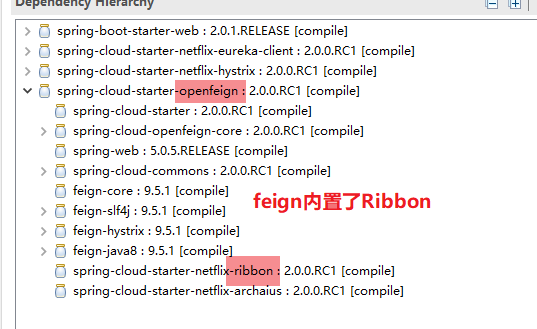 Dependency Hierarchy
spring-boot-starter-web : 2.0.1.RELEASE [compile]
spring-cloud-starter-netflix-eureka-client : 2.0.0.RC1 [compile]
spring-cloud-starter-netflix-hystrix : 2.0.0.RC1 [compile]
spring-cloud-starter-openfeign : 2.0.0.RC1 [compile]
spring-cloud-starter : 2.0.0.RC1 [compile]
spring-cloud-openfeign-core : 2.0.0.RC1 [compile]
spring-web : 5.0.5.RELEASE [compile]
spring-cloud-commons : 2.0.0.RC1 [compile]
feign-core : 9.5.1 [compile]
feign-slf4j : 9.5.1 [compile]
feign内置了Ribbon
feign-hystrix : 9.5.1 [compile]
feign-java8 : 9.5.1 [compile]
spring-cloud-starter-netflix-ribbon : 2.0.0.RC1 [compile]
spring-cloud-starter-netflix-archaius : 2.0.0.RC1 [compile]